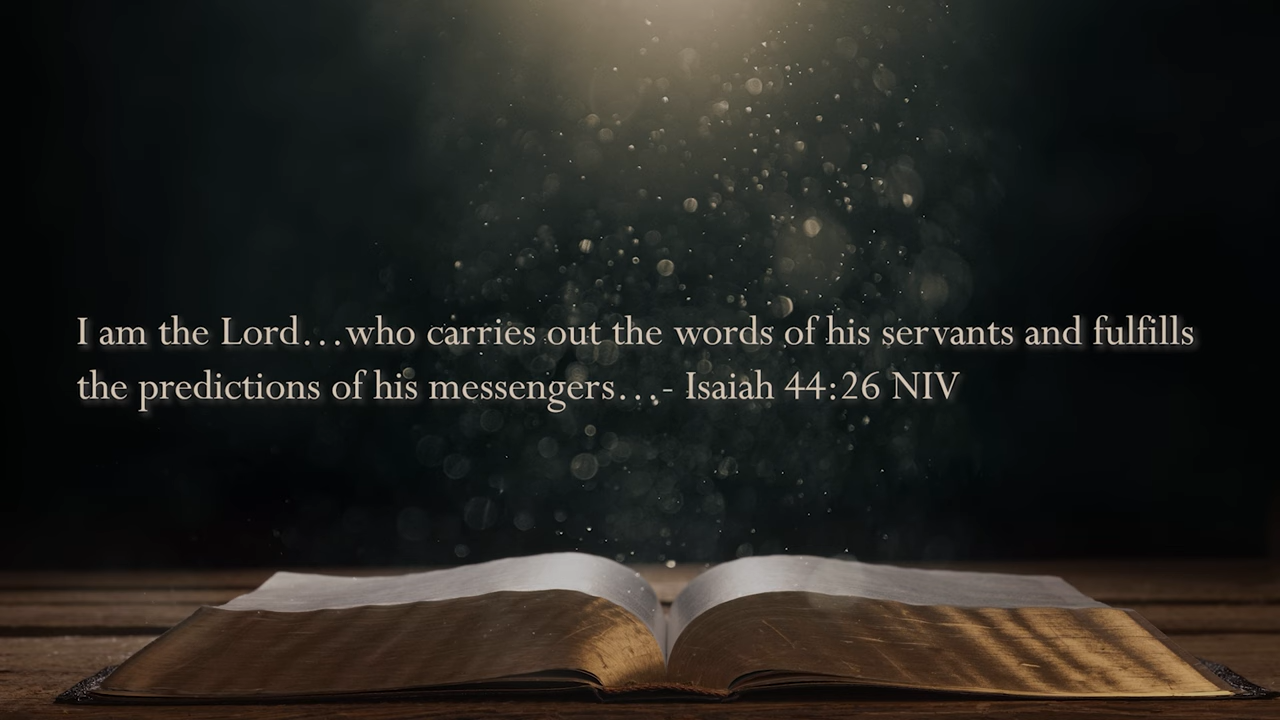 I am the Lord…who carries out the words of his servants and fulfills
the predictions of his messengers…- Isaiah 44:26 NIV